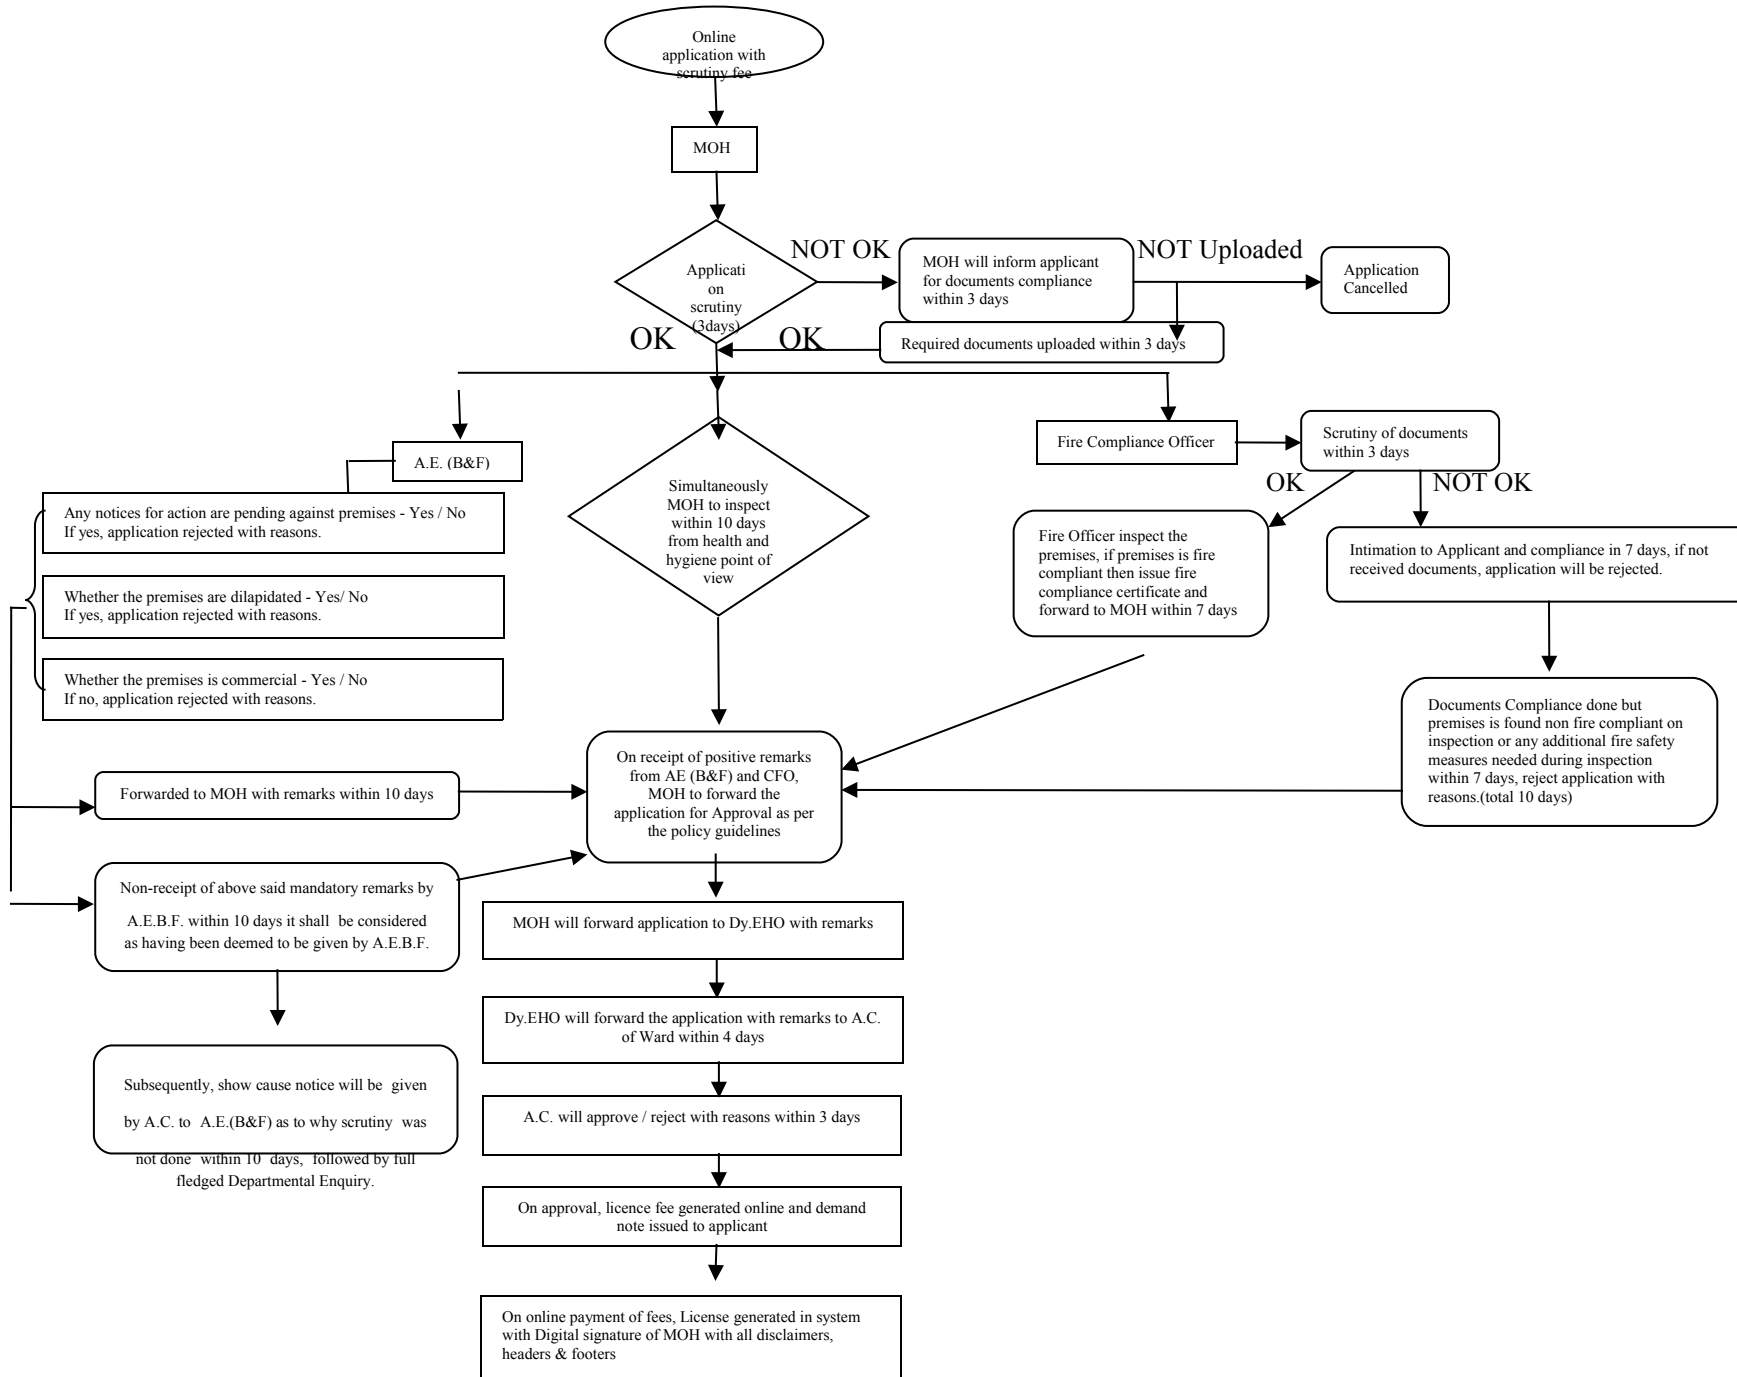 Online
application with
scrutiny fee
MOH
Applicati
on
scrutiny
(3days)
NOT OK
MOH will inform applicant
for documents compliance
within 3 days
NOT Uploaded
Application
Cancelled
OK
OK
Required documents uploaded within 3 days
A.E. (B&F)
Fire Compliance Officer
Scrutiny of documents
within 3 days
OK
NOT OK
Any notices for action are pending against premises - Yes / No
If yes, application rejected with reasons.
Whether the premises are dilapidated - Yes/ No
If yes, application rejected with reasons.
Whether the premises is commercial - Yes / No
If no, application rejected with reasons.
Simultaneously
MOH to inspect
within 10 days
from health and
hygiene point of
view
Fire Officer inspect the
premises, if premises is fire
compliant then issue fire
compliance certificate and
forward to MOH within 7 days
Intimation to Applicant and compliance in 7 days, if not
received documents, application will be rejected.
Documents Compliance done but
premises is found non fire compliant on
inspection or any additional fire safety
measures needed during inspection
within 7 days, reject application with
reasons.(total 10 days)
Forwarded to MOH with remarks within 10 days
On receipt of positive remarks
from AE (B&F) and CFO,
MOH to forward the
application for Approval as per
the policy guidelines
Non-receipt of above said mandatory remarks by
A.E.B.F. within 10 days it shall be considered
as having been deemed to be given by A.E.B.F.
Subsequently, show cause notice will be given
by A.C. to A.E.(B&F) as to why scrutiny was
not done within 10 days, followed by full
fledged Departmental Enquiry.
MOH will forward application to Dy.EHO with remarks
Dy.EHO will forward the application with remarks to A.C.
of Ward within 4 days
A.C. will approve / reject with reasons within 3 days
On approval, licence fee generated online and demand
note issued to applicant
On online payment of fees, License generated in system
with Digital signature of MOH with all disclaimers,
headers & footers